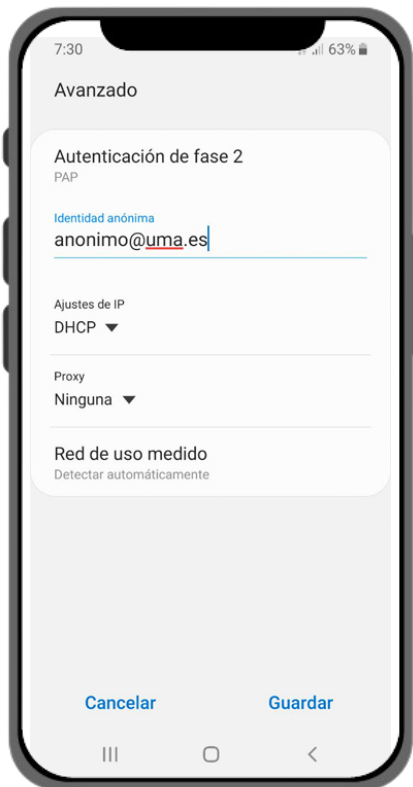 7:30
63%
Avanzado
Autenticación de fase 2
PAP
Identidad anónima
anonimo@uma.es
Ajustes de IP
DHCP
Proxy
Ninguna
Red de uso medido
Detectar automáticamente
Cancelar
Guardar